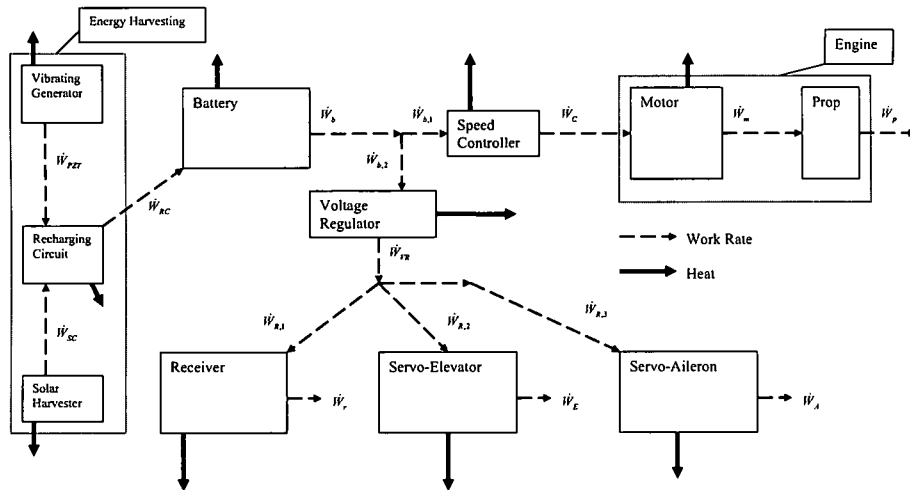 Energy Harvesting
Engine
Vibrating
Generator
Battery
Motor
Prop
Speed
Controller
Ẇ_b
Ẇ_b,1
Ẇ_C
Ẇ_m
Ẇ_p
Ẇ_b,2
Ẇ_PZT
Ẇ_RC
Voltage
Regulator
Recharging
Circuit
Work Rate
Heat
Ẇ_VR
Ẇ_R,1
Ẇ_R,2
Ẇ_R,3
Ẇ_SC
Receiver
Servo-Elevator
Servo-Aileron
Solar
Harvester
Ẇ_r
Ẇ_E
Ẇ_A